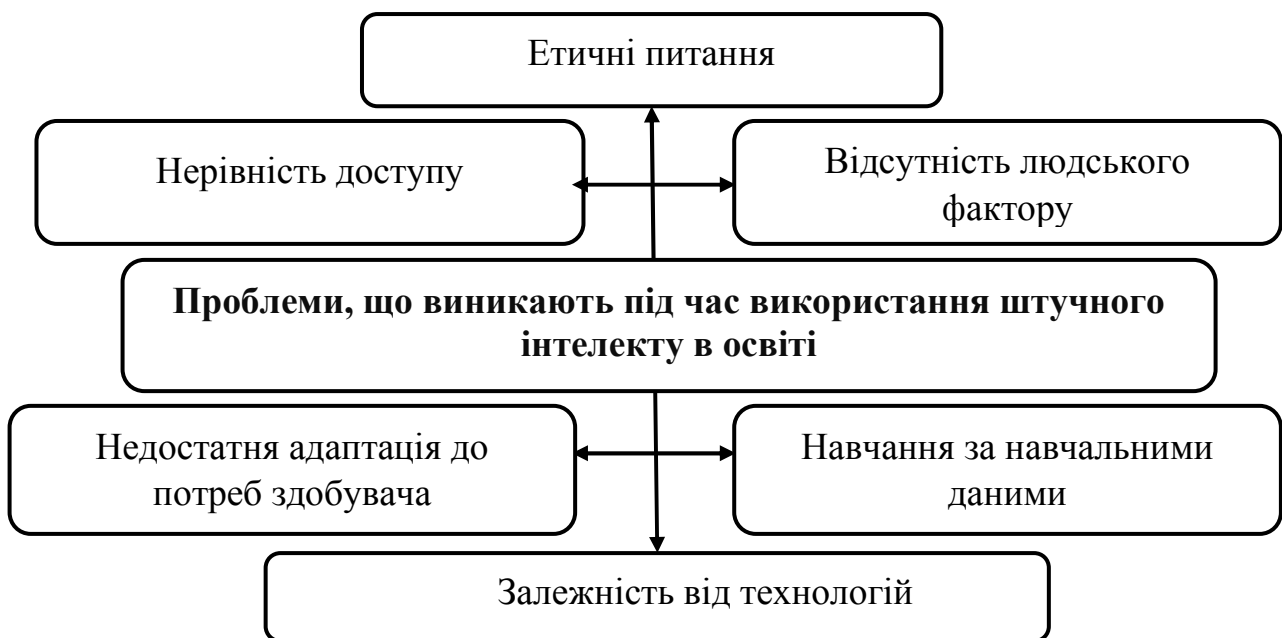 Етичні питання
Нерівність доступу
Відсутність людського
фактору
Проблеми, що виникають під час використання штучного
інтелекту в освіті
Недостатня адаптація до
потреб здобувача
Навчання за навчальними
даними
Залежність від технологій